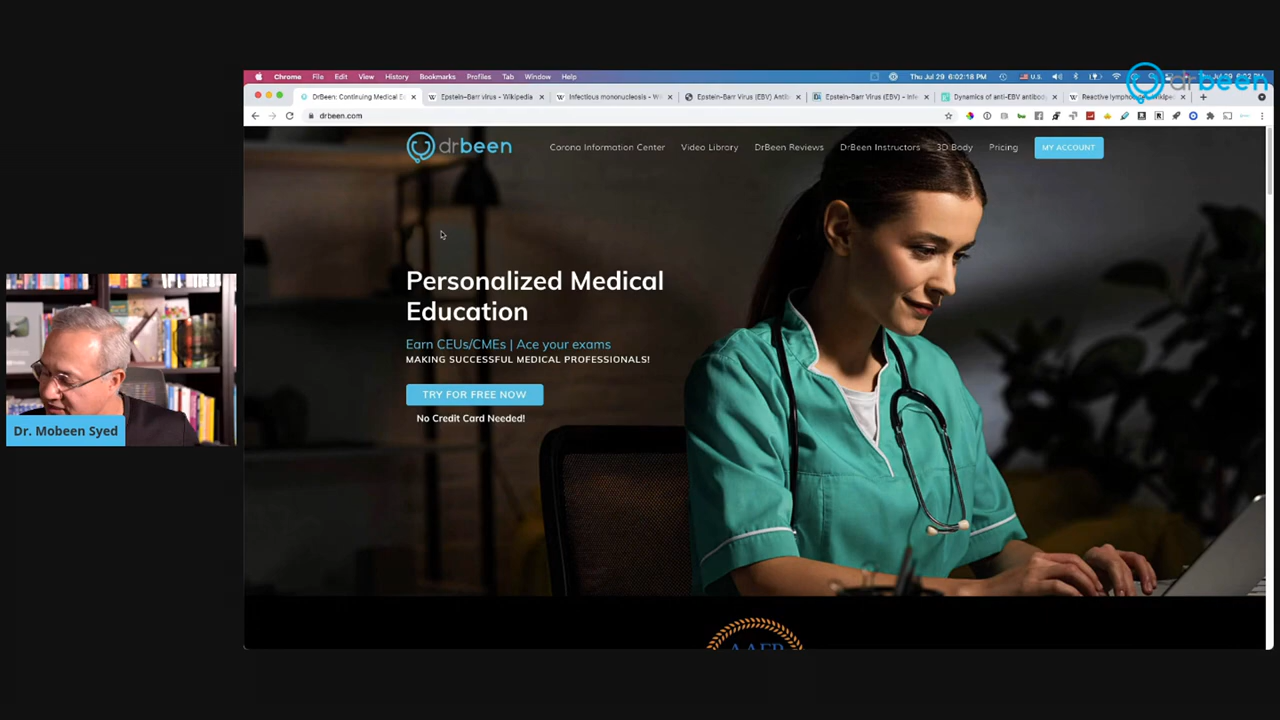 Chrome File Edit View History Bookmarks Profiles Tab Window Help
U.S. Thu Jul 29 6:02:18 PM
drbeen
DrBeen: Continuing Medical E
Epstein–Barr virus - Wikipedia
Infectious mononucleosis - W
Epstein-Barr Virus (EBV) Antib
Epstein-Barr Virus (EBV) - Inf
Dynamics of anti-EBV antibod
Reactive lymphocyte
drbeen.com
drbeen
Corona Information Center
Video Library
DrBeen Reviews
DrBeen Instructors
3D Body
Pricing
MY ACCOUNT
Personalized Medical
Education
Earn CEUs/CMEs | Ace your exams
MAKING SUCCESSFUL MEDICAL PROFESSIONALS!
TRY FOR FREE NOW
No Credit Card Needed!
Dr. Mobeen Syed
AAFP